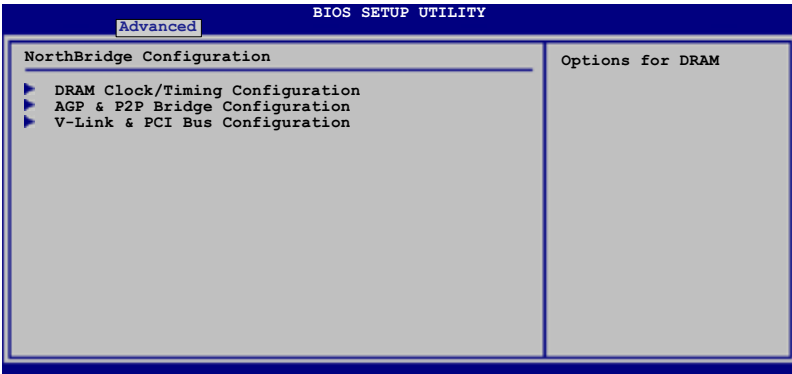 BIOS SETUP UTILITY
Advanced
NorthBridge Configuration
DRAM Clock/Timing Configuration
AGP & P2P Bridge Configuration
V-Link & PCI Bus Configuration
Options for DRAM